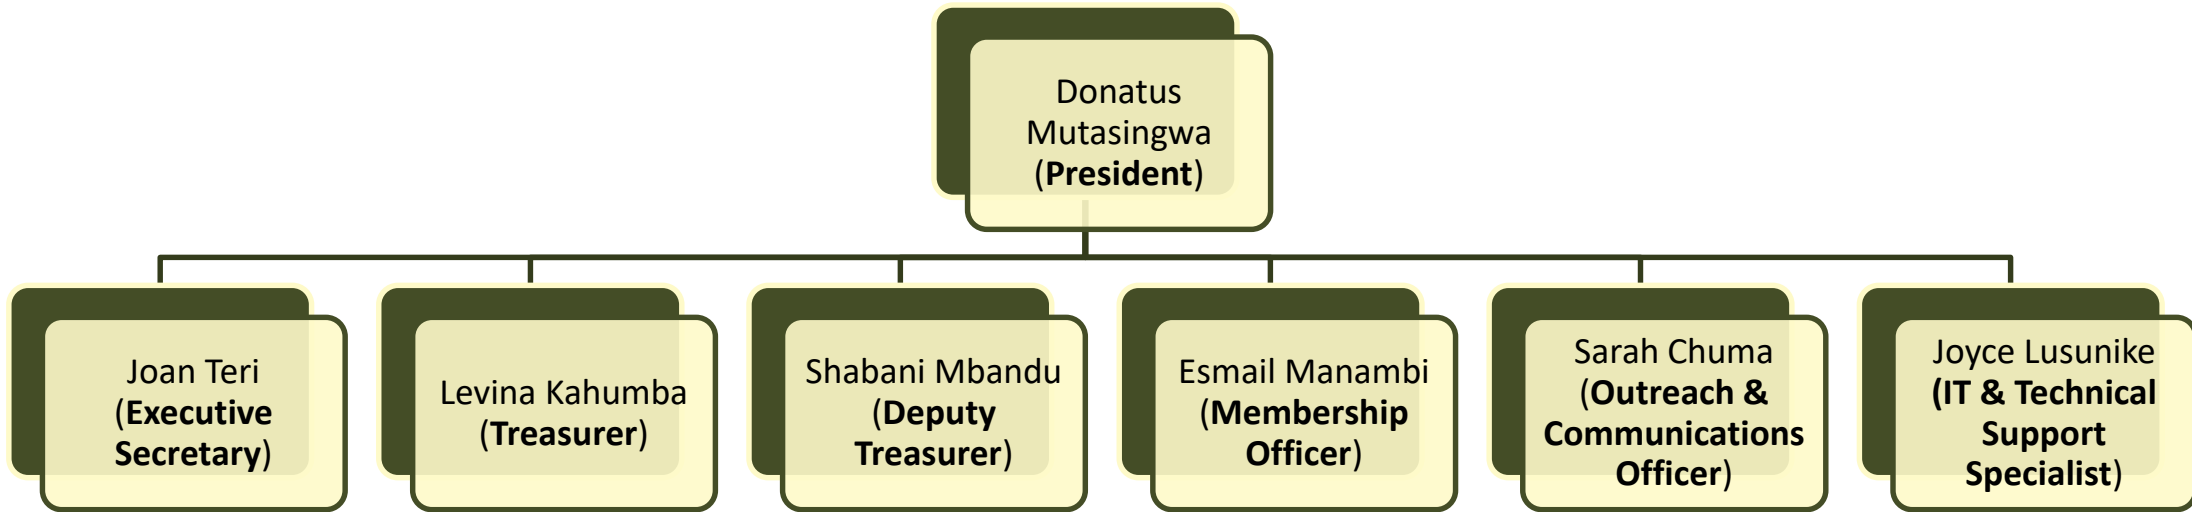 Donatus
Mutasingwa
(President)
Joan Teri
(Executive
Secretary)
Levina Kahumba
(Treasurer)
Shabani Mbandu
(Deputy
Treasurer)
Esmail Manambi
(Membership
Officer)
Sarah Chuma
(Outreach &
Communications
Officer)
Joyce Lusunike
(IT & Technical
Support
Specialist)